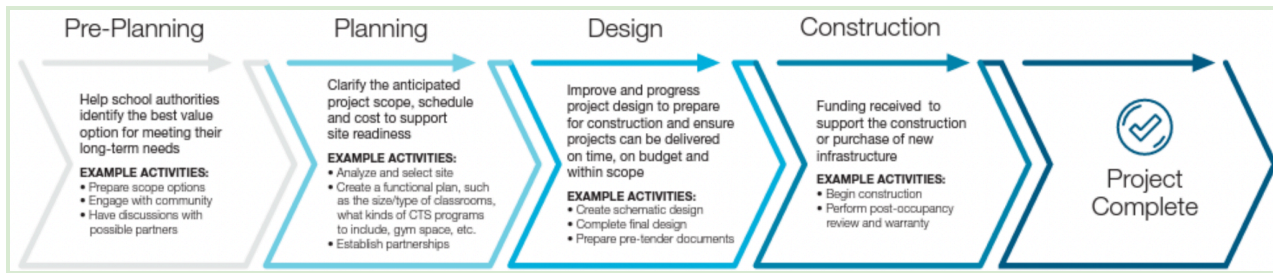 Pre-Planning
Help school authorities
identify the best value
option for meeting their
long-term needs
EXAMPLE ACTIVITIES:
• Prepare scope options
• Engage with community
• Have discussions with
possible partners
Planning
Clarify the anticipated
project scope, schedule
and cost to support
site readiness
EXAMPLE ACTIVITIES:
• Analyze and select site
• Create a functional plan, such
as the size/type of classrooms,
what kinds of CTS programs
to include, gym space, etc.
• Establish partnerships
Design
Improve and progress
project design to prepare
for construction and ensure
projects can be delivered
on time, on budget and
within scope
EXAMPLE ACTIVITIES:
• Create schematic design
• Complete final design
• Prepare pre-tender documents
Construction
Funding received to
support the construction
or purchase of new
infrastructure
EXAMPLE ACTIVITIES:
• Begin construction
• Perform post-occupancy
review and warranty
Project
Complete